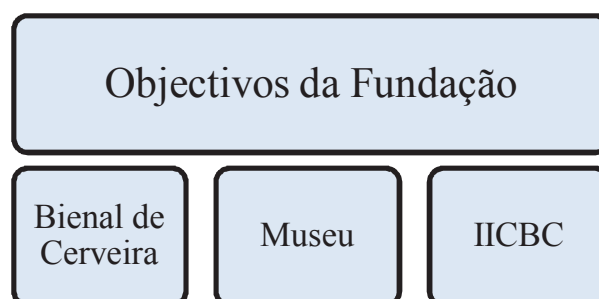 Objectivos da Fundação
Bienal de
Cerveira
Museu
IICBC